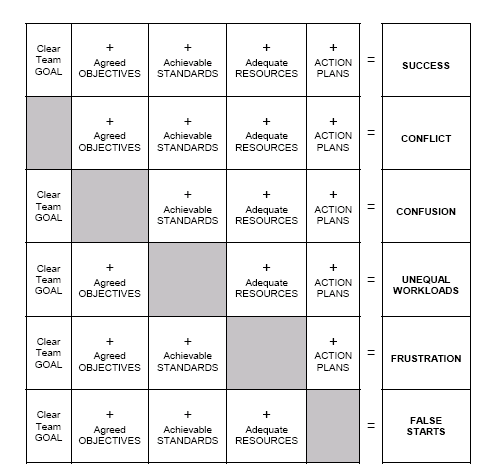 Clear + + + + =
Team Agreed Achievable Adequate ACTION SUCCESS
GOAL OBJECTIVES STANDARDS RESOURCES PLANS
+ + + + =
Agreed Achievable Adequate ACTION CONFLICT
OBJECTIVES STANDARDS RESOURCES PLANS
Clear + + + =
Team Achievable Adequate ACTION CONFUSION
GOAL STANDARDS RESOURCES PLANS
Clear + + + = UNEQUAL
Team Agreed Adequate ACTION WORKLOADS
GOAL OBJECTIVES RESOURCES PLANS
Clear + + + =
Team Agreed Achievable ACTION FRUSTRATION
GOAL OBJECTIVES STANDARDS PLANS
Clear + + + = FALSE
Team Agreed Achievable Adequate STARTS
GOAL OBJECTIVES STANDARDS RESOURCES